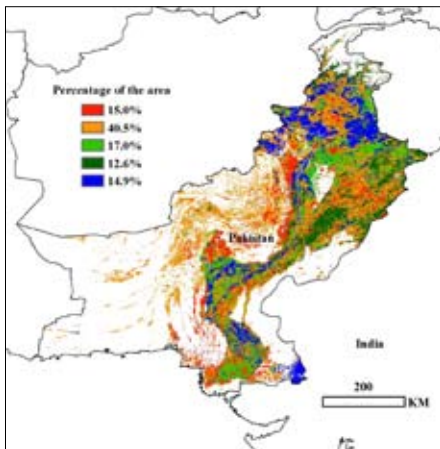 Percentage of the area
15.0%
40.5%
17.0%
12.6%
14.9%
Pakistan
India
200
KM